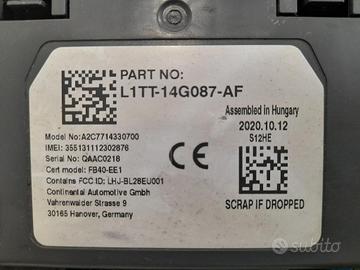 PART NO:
L1TT-14G087-AF
Assembled in Hungary
2020.10.12
S12HE
Model No: A2C7714330700
IMEI: 355131112302876
Serial No: QAAC0218
Cert model: FB40-EE1
Contains FCC ID: LHJ-BL28EU001
Continental Automotive GmbH
Vahrenwalder Strasse 9
30165 Hanover, Germany
SCRAP IF DROPPED
subito